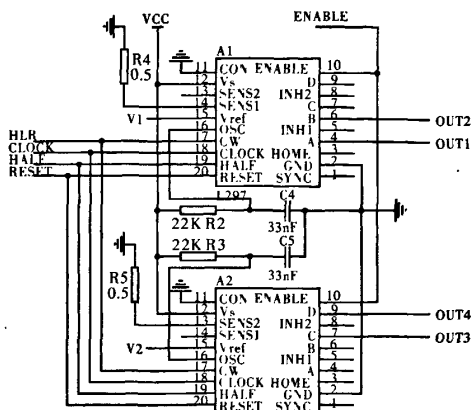 VCC
ENABLE
A1
R4
0.5
11 CON ENABLE 10
12 Vs D 9
13 SENS2 INH2 8
14 SENS1 C 7
V1 15 Vref B 6 OUT2
16 OSC INH1 5
HLR 17 CW A 4 OUT1
CLOCK 18 CLOCK HOME 3
HALF 19 HALF GND 2
RESET 20 RESET SYNC 1
L297
C4
22K R2
33nF
22K R3
C5
33nF
A2
R5
0.5
11 CON ENABLE 10
12 Vs D 9 OUT4
13 SENS2 INH2 8
14 SENS1 C 7 OUT3
V2 15 Vref B 6
16 OSC INH1 5
17 CW A 4
18 CLOCK HOME 3
19 HALF GND 2
20 RESET SYNC 1